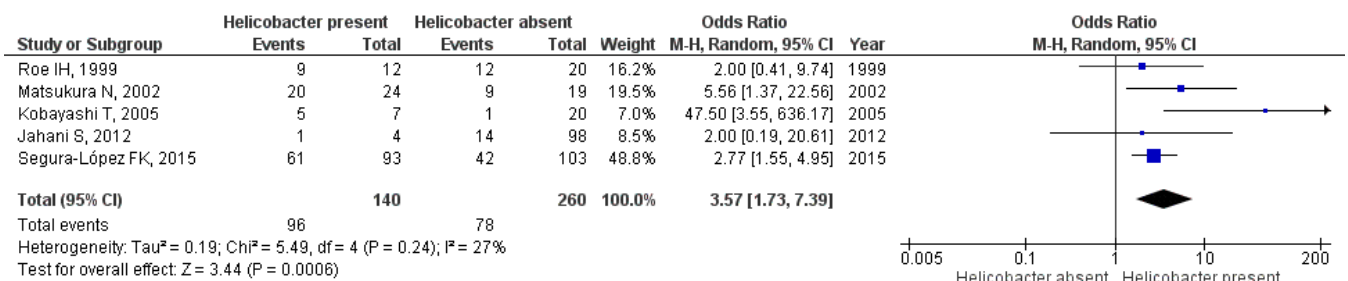 Helicobacter present Helicobacter absent Odds Ratio Odds Ratio
Study or Subgroup Events Total Events Total Weight M-H, Random, 95% CI Year M-H, Random, 95% CI
Roe IH, 1999 9 12 12 20 16.2% 2.00 [0.41, 9.74] 1999
Matsukura N, 2002 20 24 9 19 19.5% 5.56 [1.37, 22.56] 2002
Kobayashi T, 2005 5 7 1 20 7.0% 47.50 [3.55, 636.17] 2005
Jahani S, 2012 1 4 14 98 8.5% 2.00 [0.19, 20.61] 2012
Segura-López FK, 2015 61 93 42 103 48.8% 2.77 [1.55, 4.95] 2015
Total (95% CI) 140 260 100.0% 3.57 [1.73, 7.39]
Total events 96 78
Heterogeneity: Tau² = 0.19; Chi² = 5.49, df = 4 (P = 0.24); I² = 27%
Test for overall effect: Z = 3.44 (P = 0.0006)
0.005 0.1 1 10 200
Helicobacter absent Helicobacter present